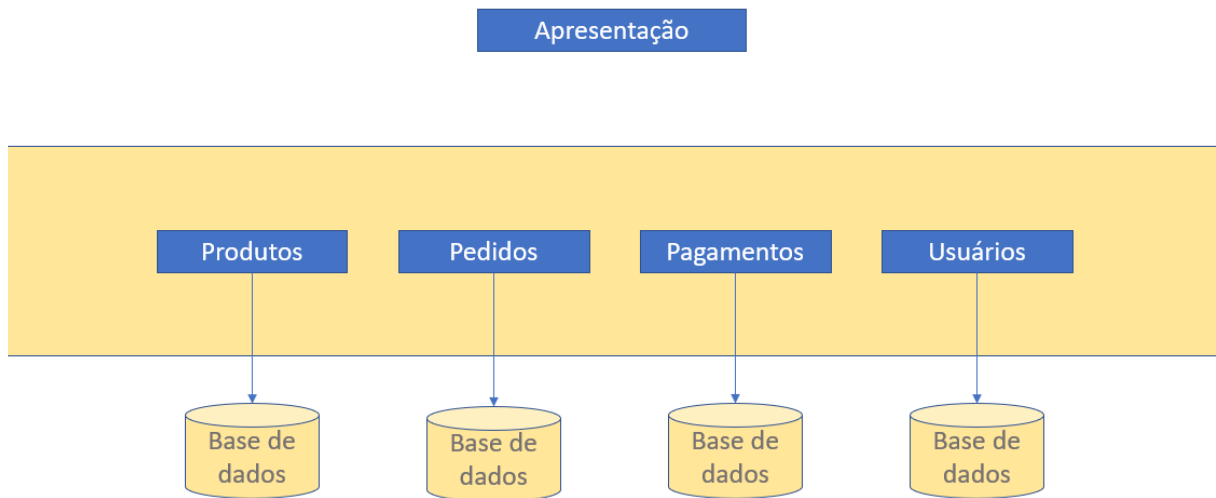 Apresentação
Produtos
Pedidos
Pagamentos
Usuários
Base de
dados
Base de
dados
Base de
dados
Base de
dados